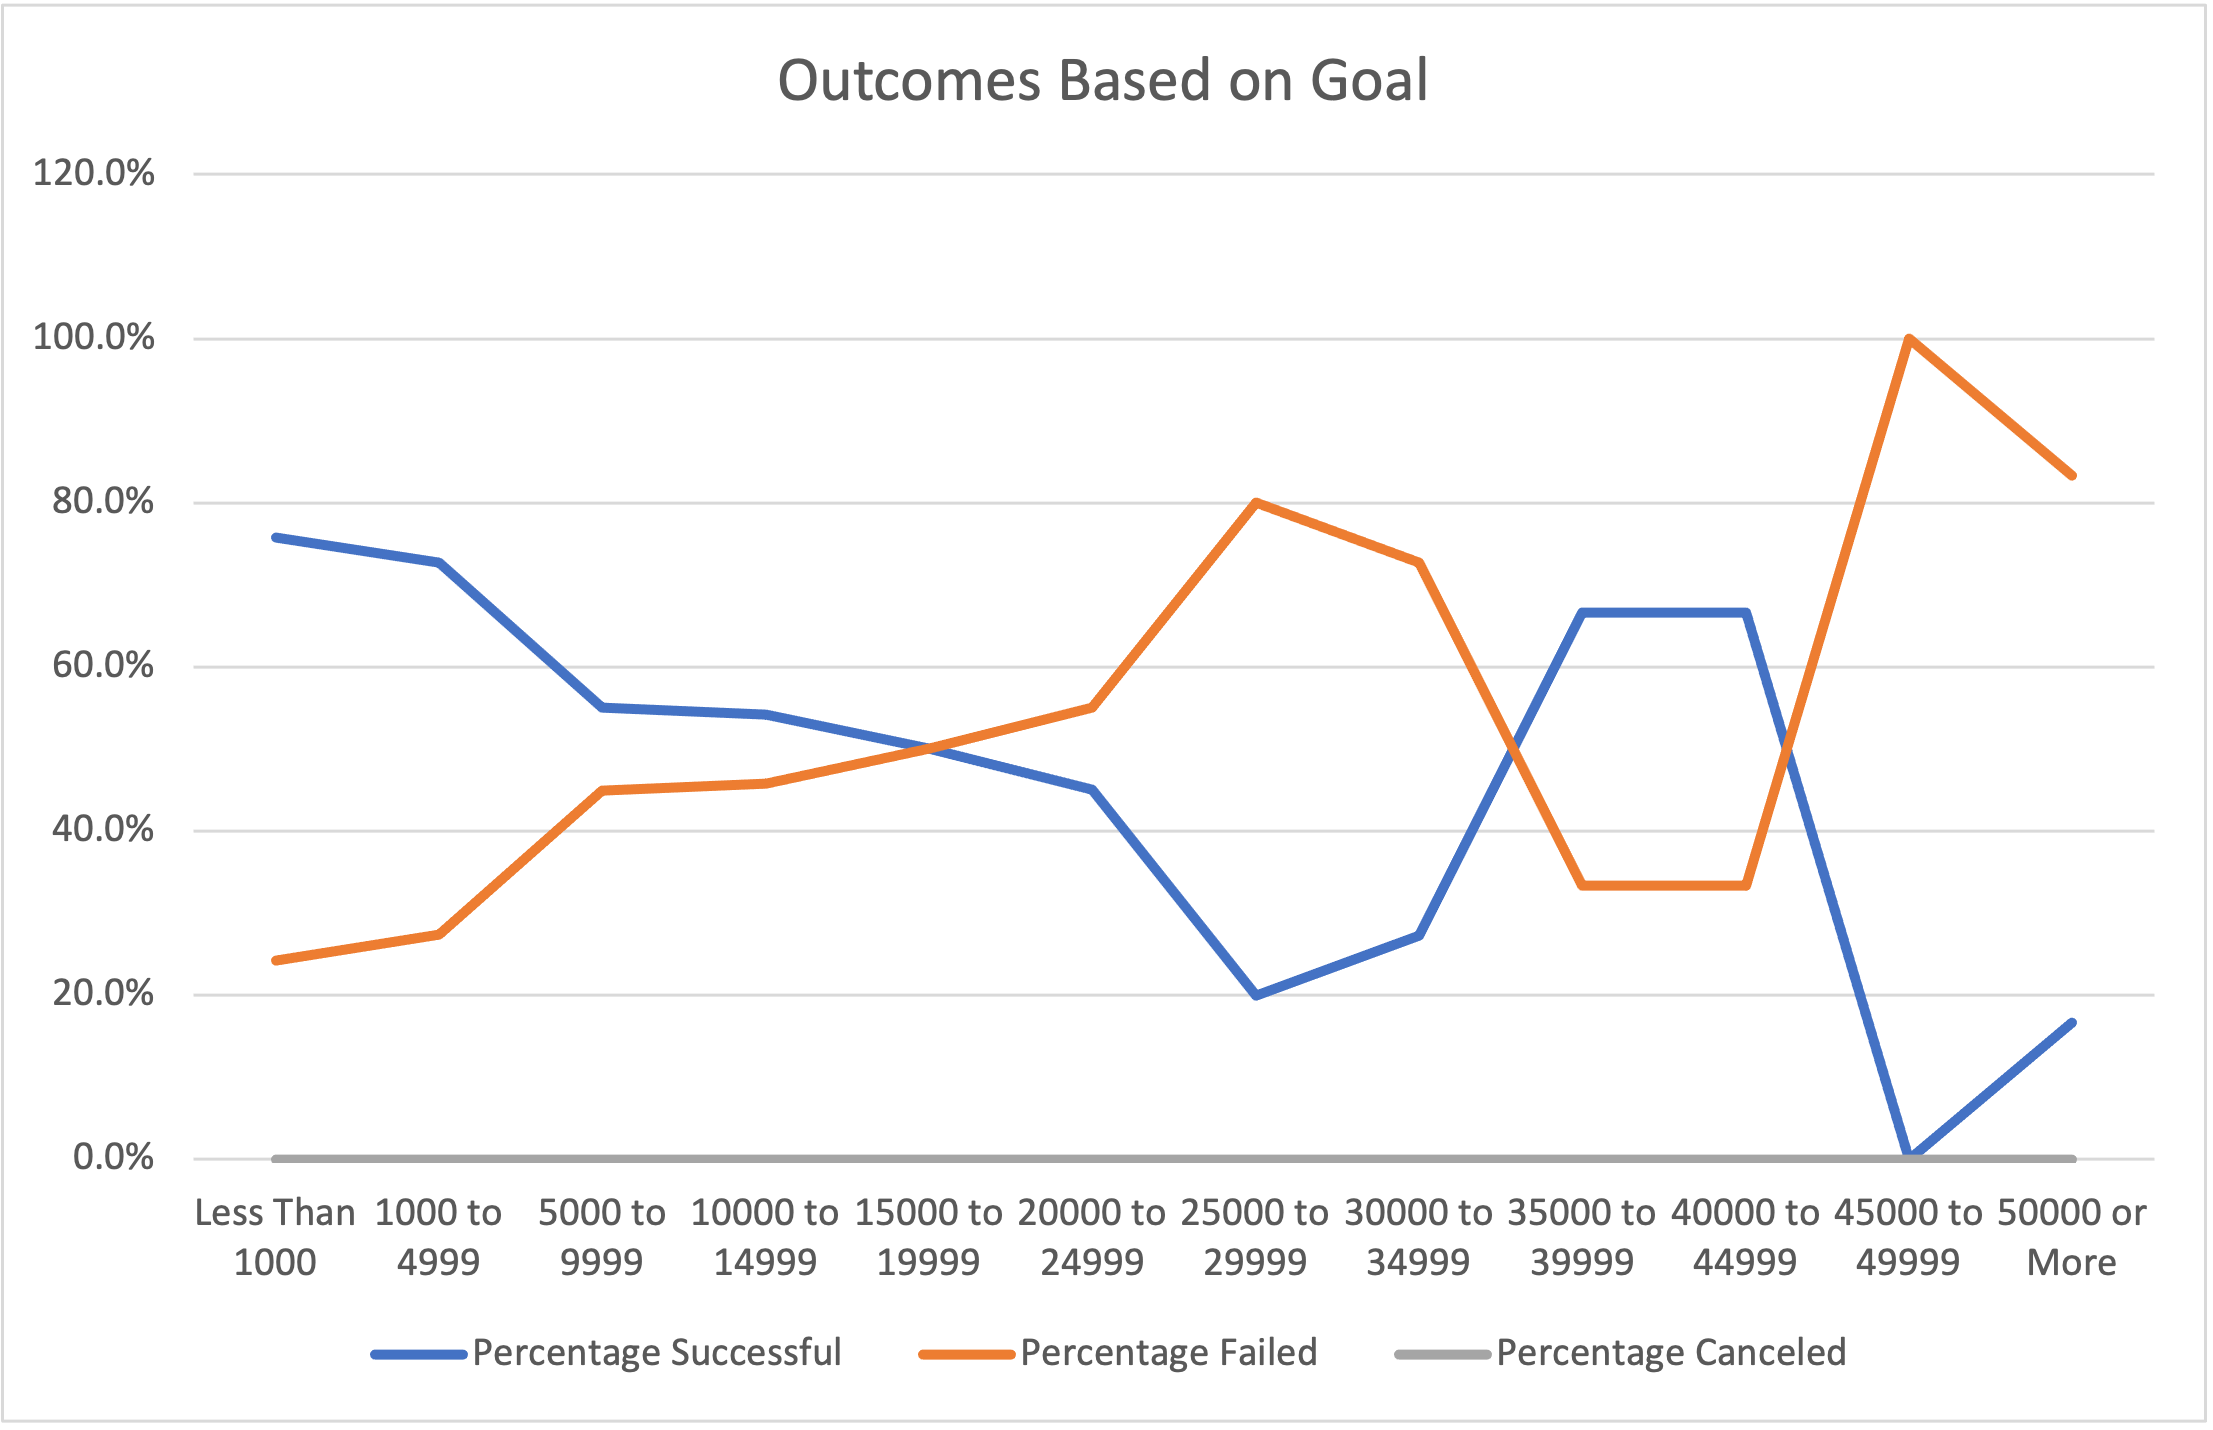 Outcomes Based on Goal
120.0%
100.0%
80.0%
60.0%
40.0%
20.0%
0.0%
Less Than 1000 to 5000 to 10000 to 15000 to 20000 to 25000 to 30000 to 35000 to 40000 to 45000 to 50000 or
1000 4999 9999 14999 19999 24999 29999 34999 39999 44999 49999 More
Percentage Successful Percentage Failed Percentage Canceled